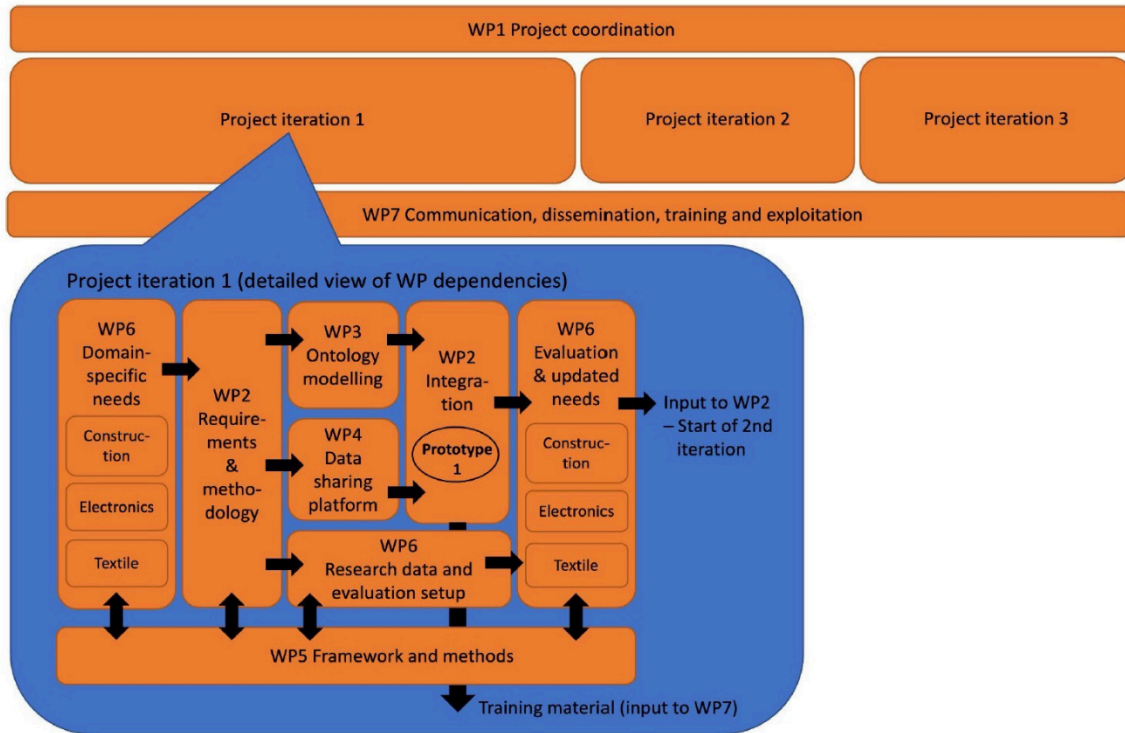 WP1 Project coordination
Project iteration 1
Project iteration 2
Project iteration 3
WP7 Communication, dissemination, training and exploitation
Project iteration 1 (detailed view of WP dependencies)
WP6
Domain-
specific
needs
Construc-
tion
Electronics
Textile
WP2
Require-
ments
&
metho-
dology
WP3
Ontology
modelling
WP4
Data
sharing
platform
WP2
Integra-
tion
Prototype
1
WP6
Research data and
evaluation setup
WP6
Evaluation
& updated
needs
Construc-
tion
Electronics
Textile
Input to WP2
– Start of 2nd
iteration
WP5 Framework and methods
Training material (input to WP7)